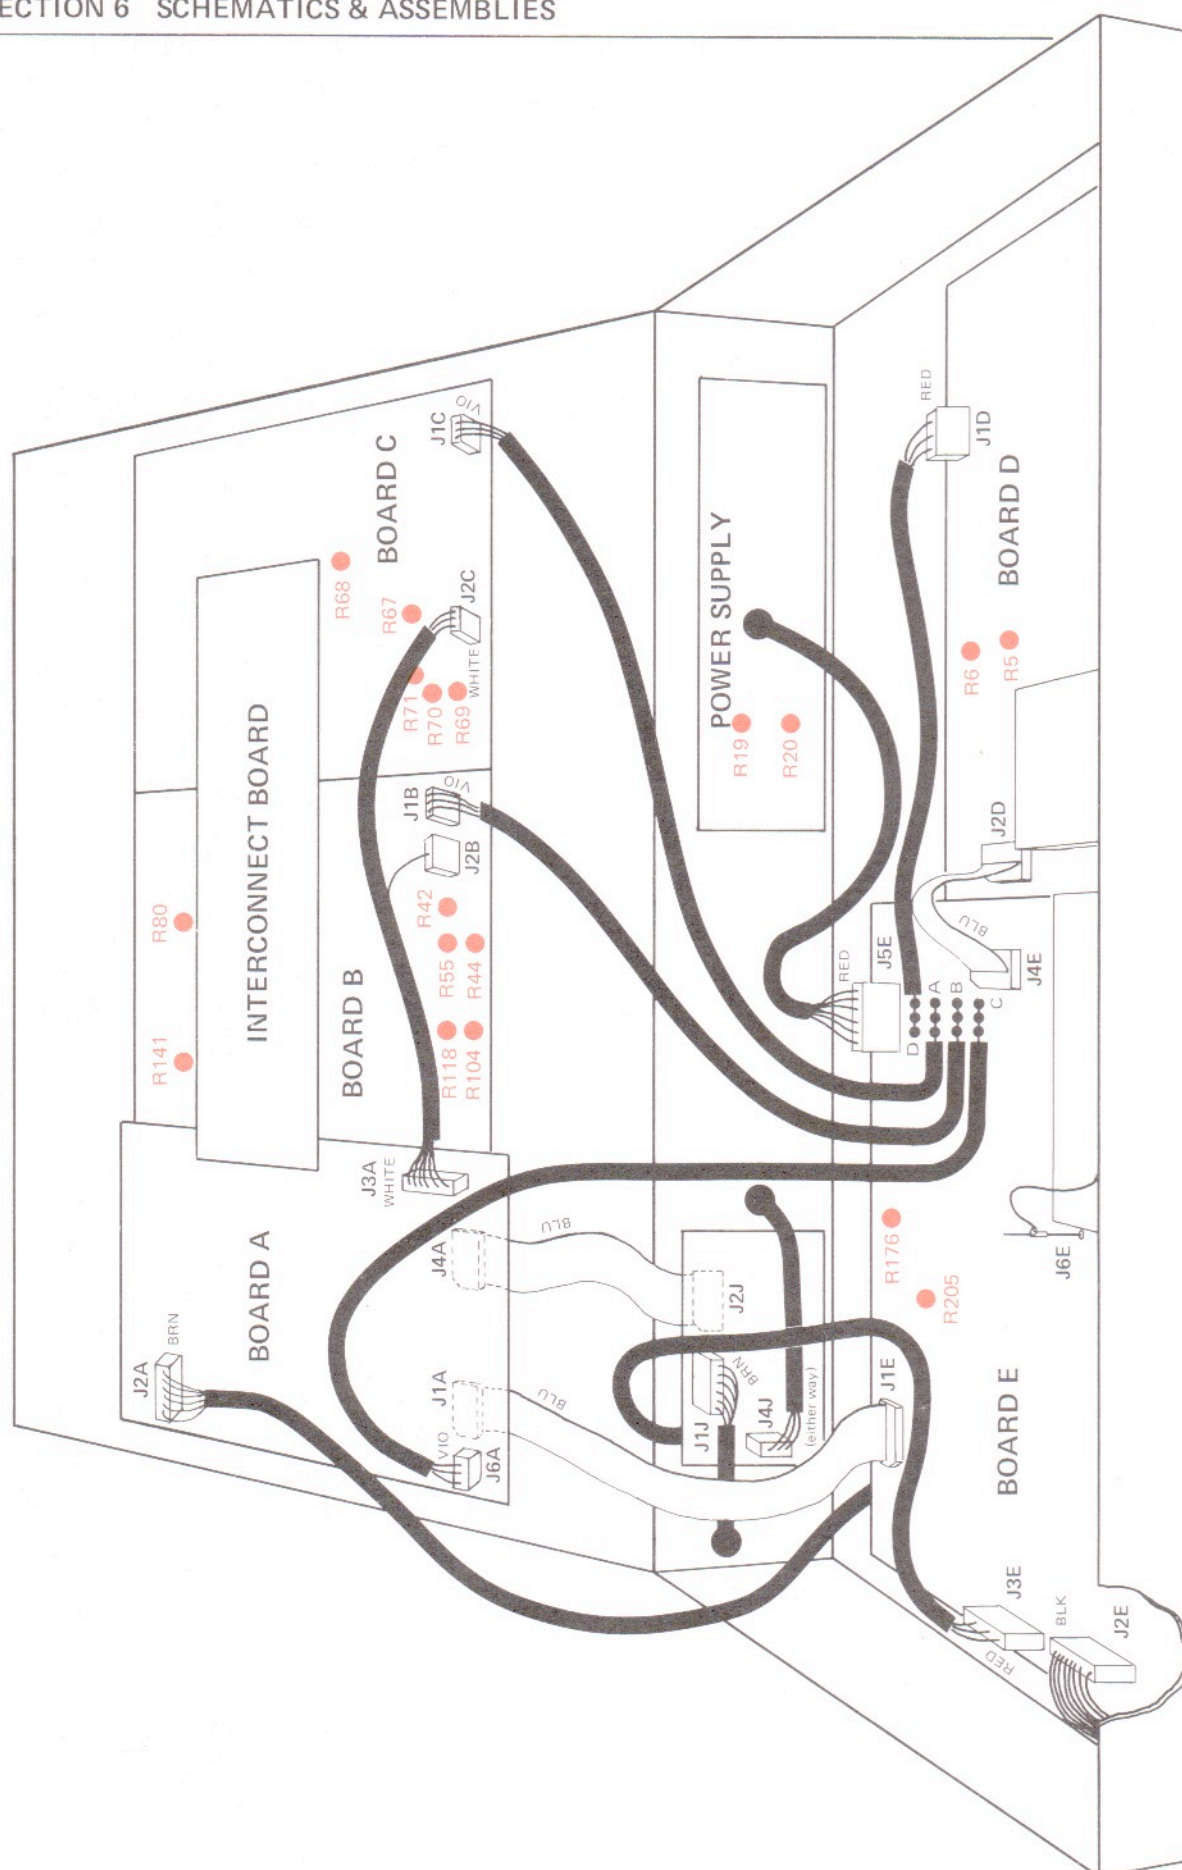 ECTION 6 SCHEMATICS & ASSEMBLIES
J2A
BRN
BOARD A
J1A
J4A
J3A
WHITE
VIO
J6A
BLU
BLU
R141
R80
INTERCONNECT BOARD
BOARD B
R118
R104
R55
R44
R42
J2B
J1B
VIO
R68
R67
R71
R70
R69
WHITE
J2C
BOARD C
J1C
VIO
J1J
BRN
J2J
J4J
(either way)
POWER SUPPLY
R19
R20
J1E
R176
R205
BOARD E
J3E
RED
BLK
J2E
J6E
RED
J5E
D
A
B
C
BLU
J4E
J2D
R6
R5
BOARD D
J1D
RED